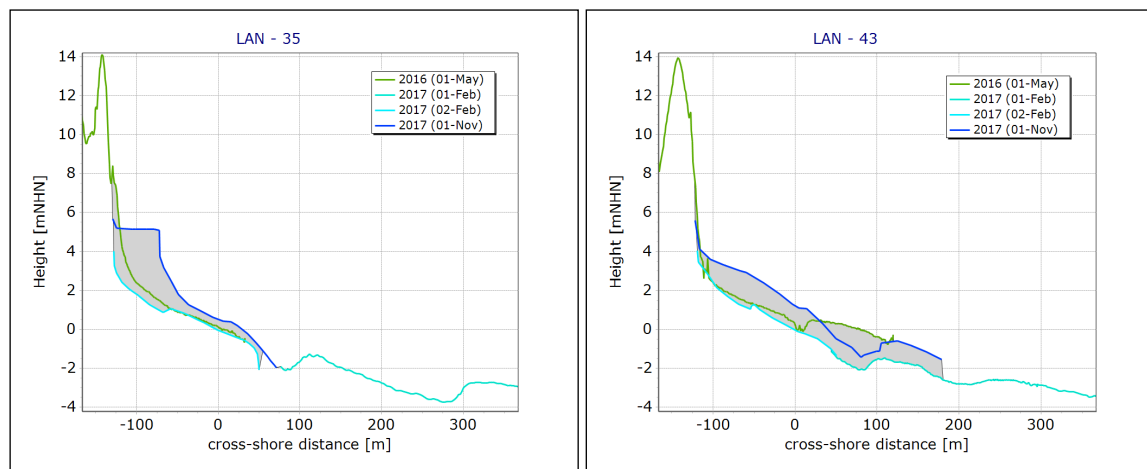 LAN - 35
14
12
10
8
6
4
2
0
-2
-4
Height [mNHN]
2016 (01-May)
2017 (01-Feb)
2017 (02-Feb)
2017 (01-Nov)
-100 0 100 200 300
cross-shore distance [m]
LAN - 43
14
12
10
8
6
4
2
0
-2
-4
Height [mNHN]
2016 (01-May)
2017 (01-Feb)
2017 (02-Feb)
2017 (01-Nov)
-100 0 100 200 300
cross-shore distance [m]